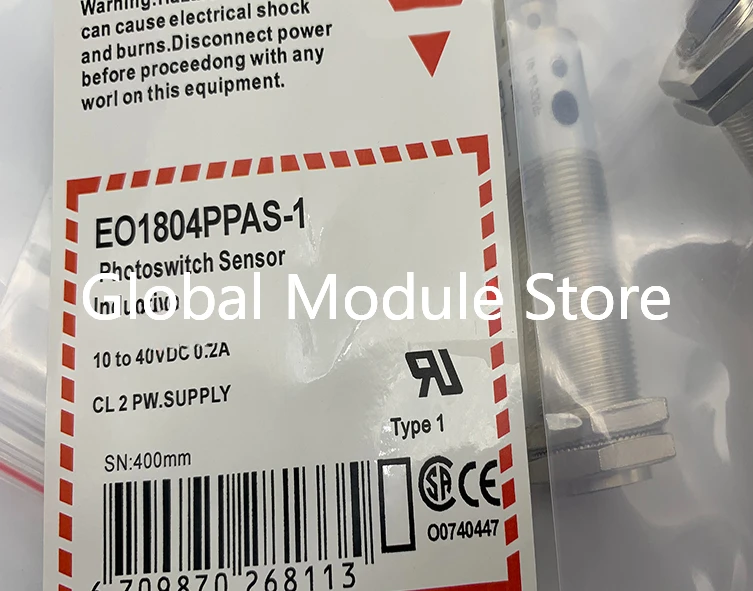 Warning:
can cause electrical shock
and burns.Disconnect power
before proceedong with any
worl on this equipment.
EO1804PPAS-1
Photoswitch Sensor
Global Module Store
10 to 40vDC 0.2A
CL 2 PW.SUPPLY
Type 1
SN:400mm
O0740447
709870 268113